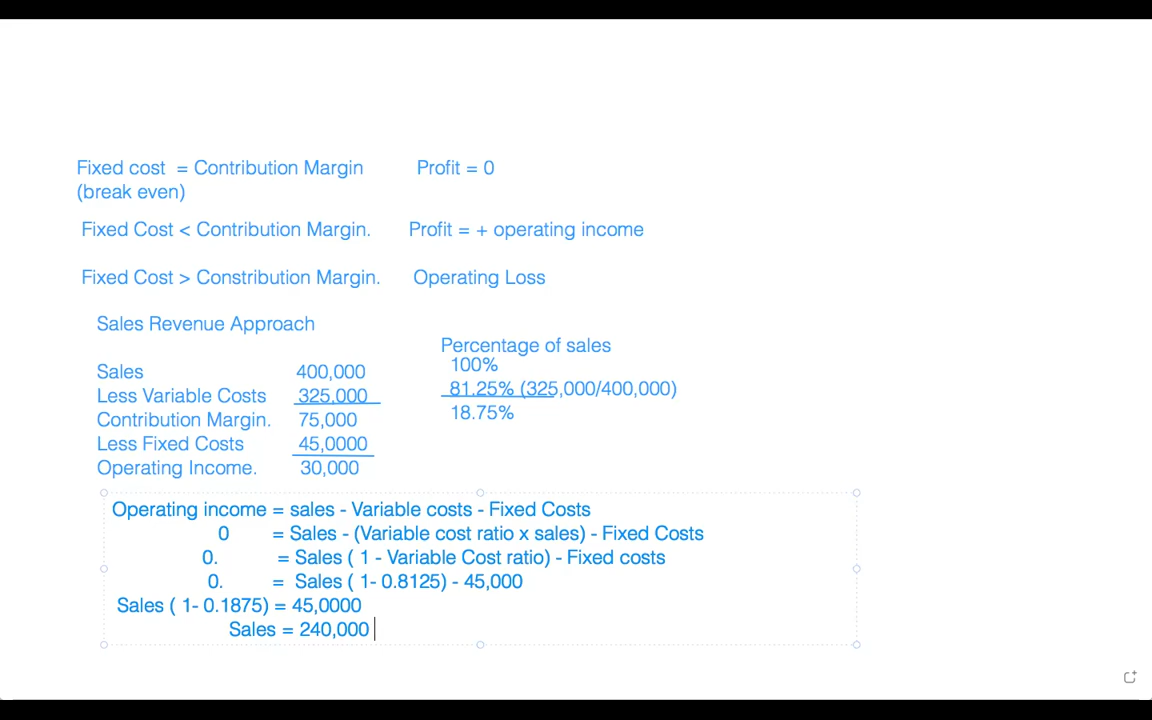 Fixed cost = Contribution Margin Profit = 0
(break even)
Fixed Cost < Contribution Margin. Profit = + operating income
Fixed Cost > Constribution Margin. Operating Loss
Sales Revenue Approach
Percentage of sales
Sales 400,000 100%
Less Variable Costs 325,000 81.25% (325,000/400,000)
Contribution Margin. 75,000 18.75%
Less Fixed Costs 45,0000
Operating Income. 30,000
Operating income = sales - Variable costs - Fixed Costs
0 = Sales - (Variable cost ratio x sales) - Fixed Costs
0. = Sales ( 1 - Variable Cost ratio) - Fixed costs
0. = Sales ( 1- 0.8125) - 45,000
Sales ( 1- 0.1875) = 45,0000
Sales = 240,000